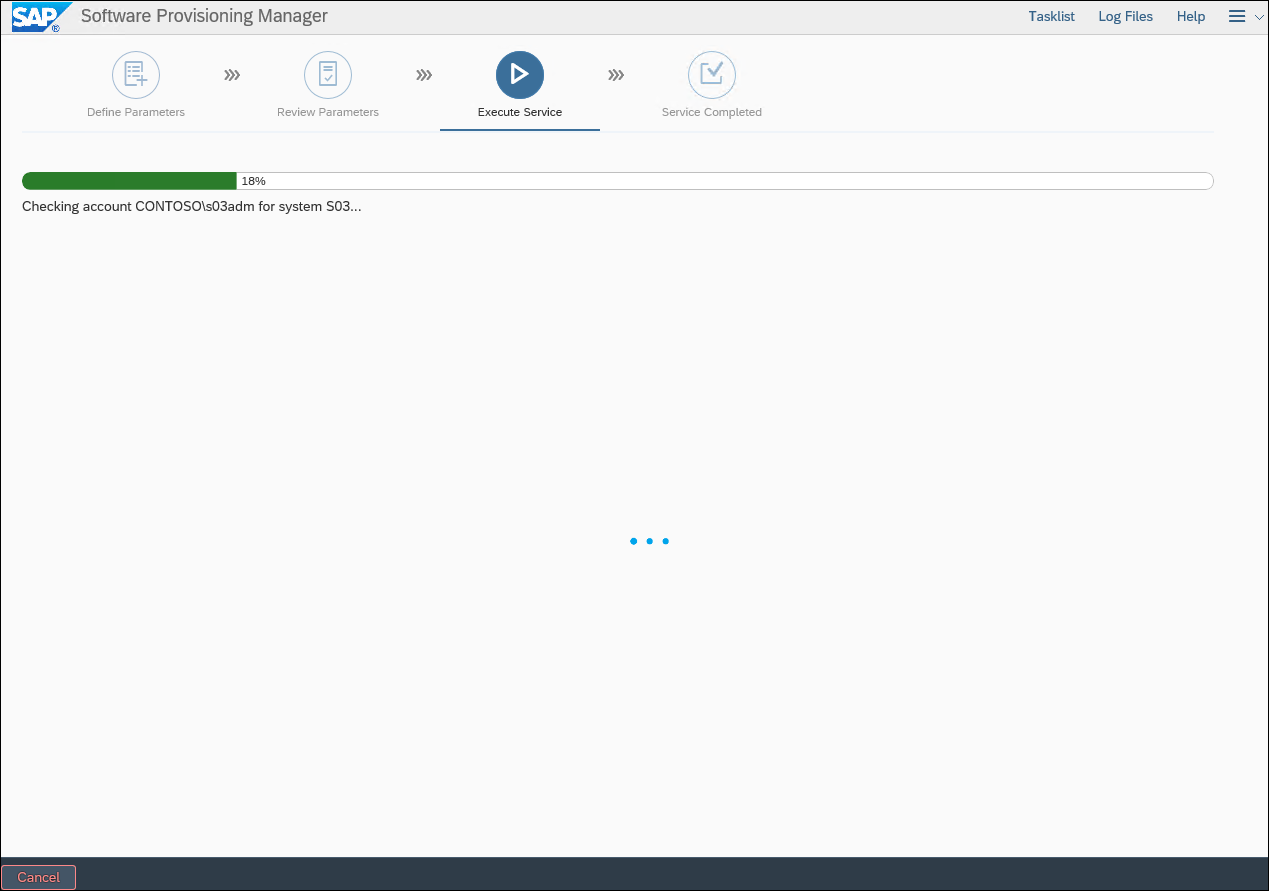 SAP® Software Provisioning Manager Tasklist Log Files Help
Define Parameters Review Parameters Execute Service Service Completed
18%
Checking account CONTOSO\s03adm for system S03...
Cancel